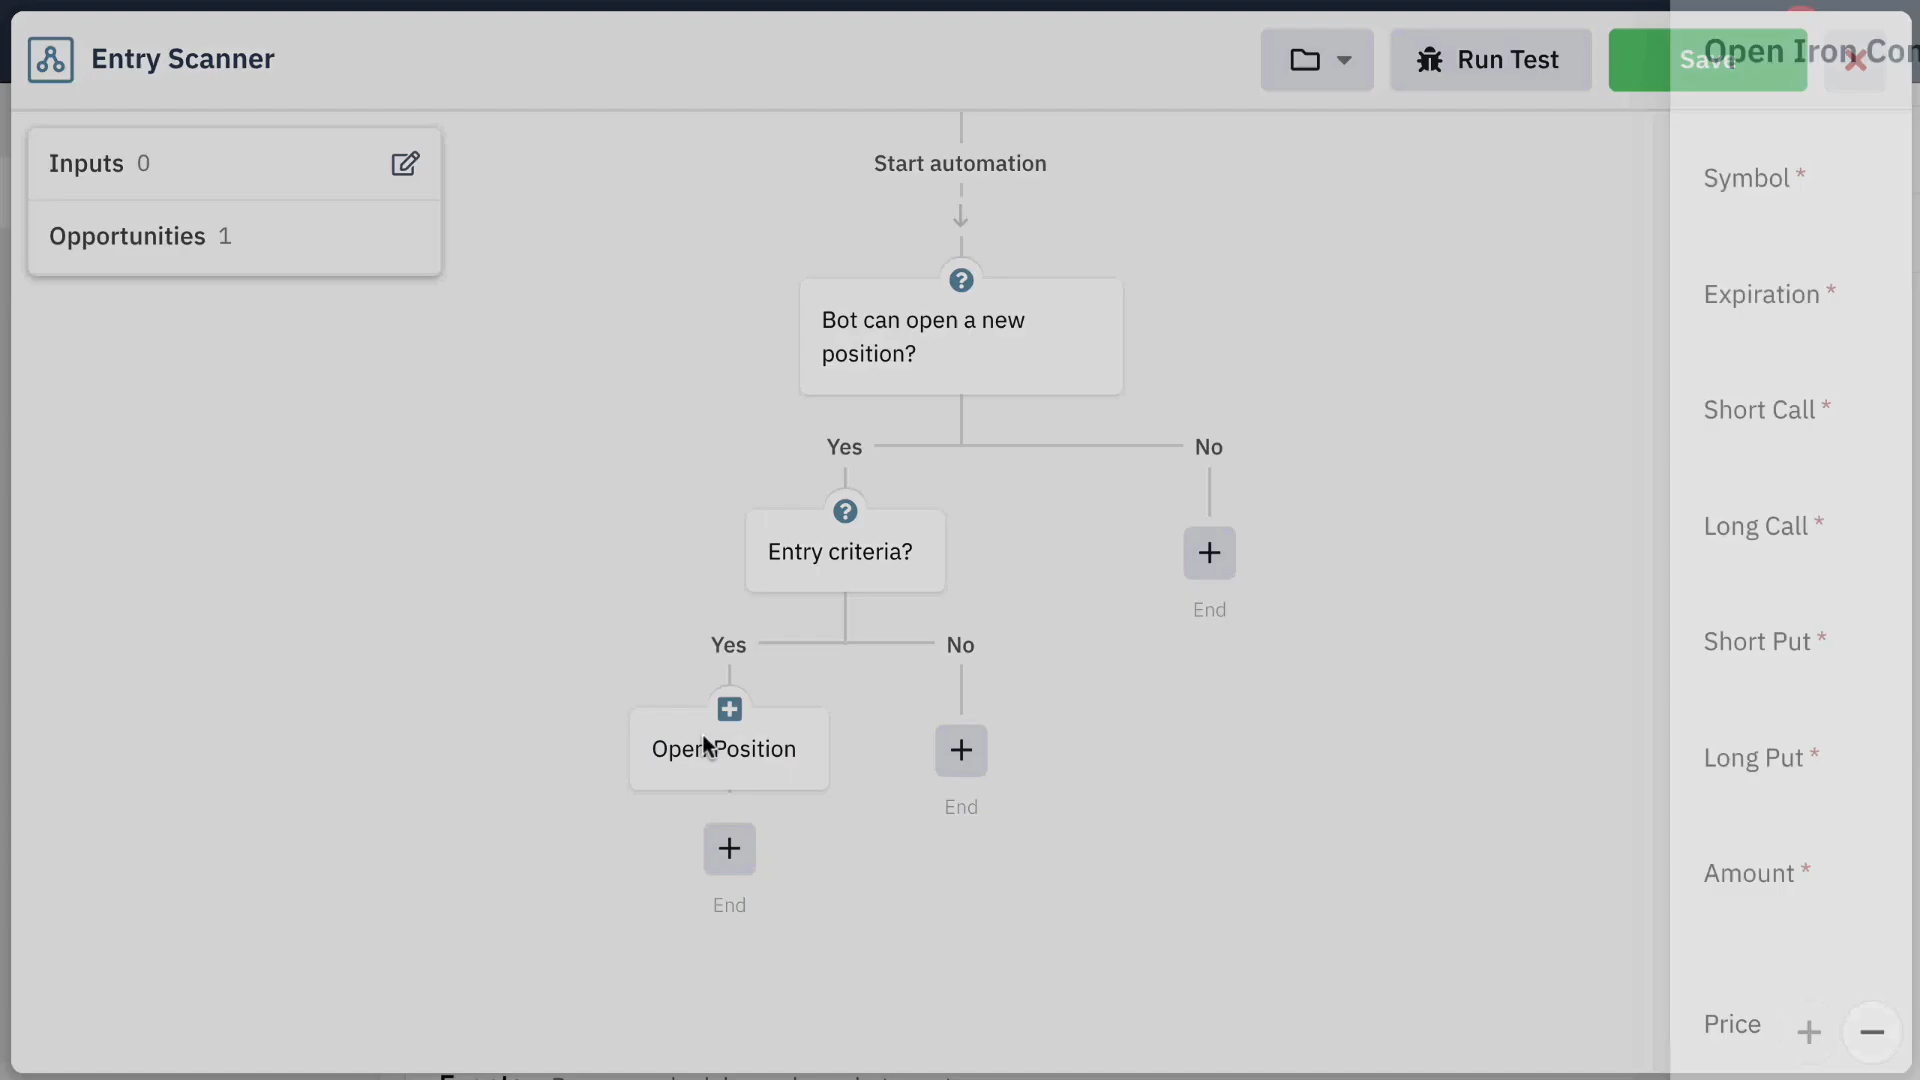 Entry Scanner
Run Test
Save
Open Iron Con
Inputs 0
Opportunities 1
Start automation
Bot can open a new
position?
Yes
No
Entry criteria?
End
Yes
No
Open Position
End
End
Symbol *
Expiration *
Short Call *
Long Call *
Short Put *
Long Put *
Amount *
Price